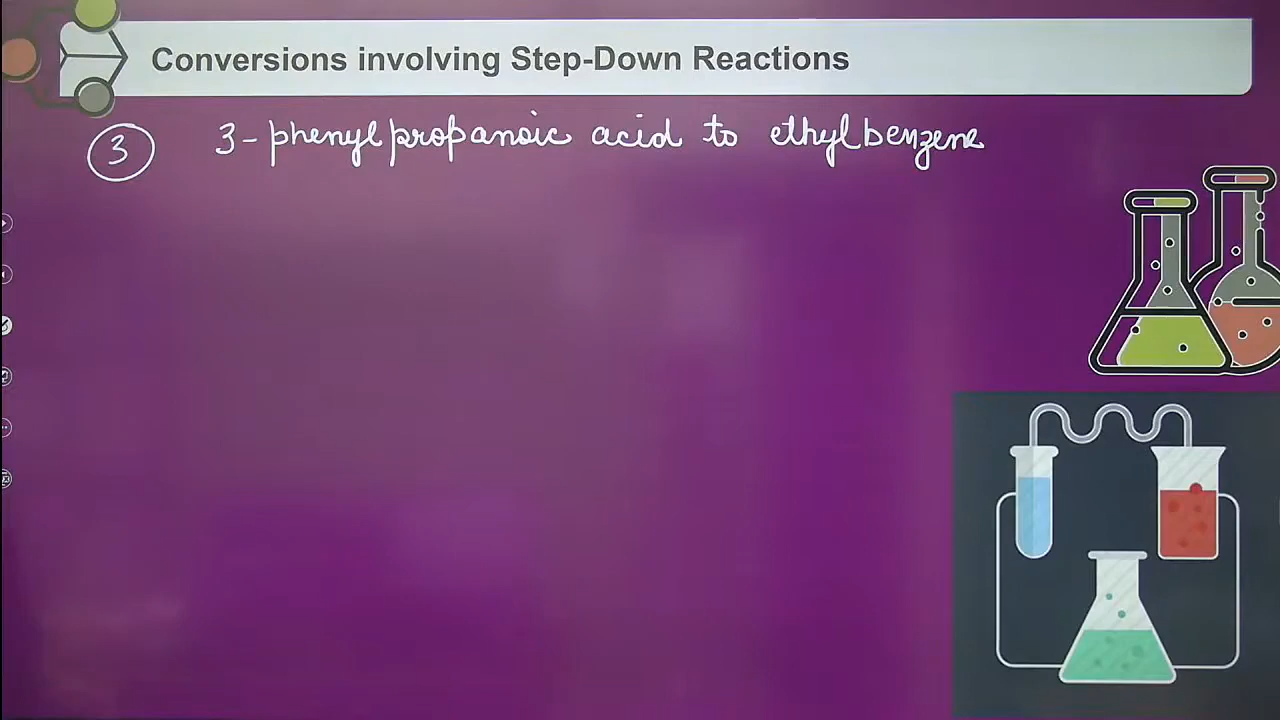 Conversions involving Step-Down Reactions
3 3-phenylpropanoic acid to ethylbenzene